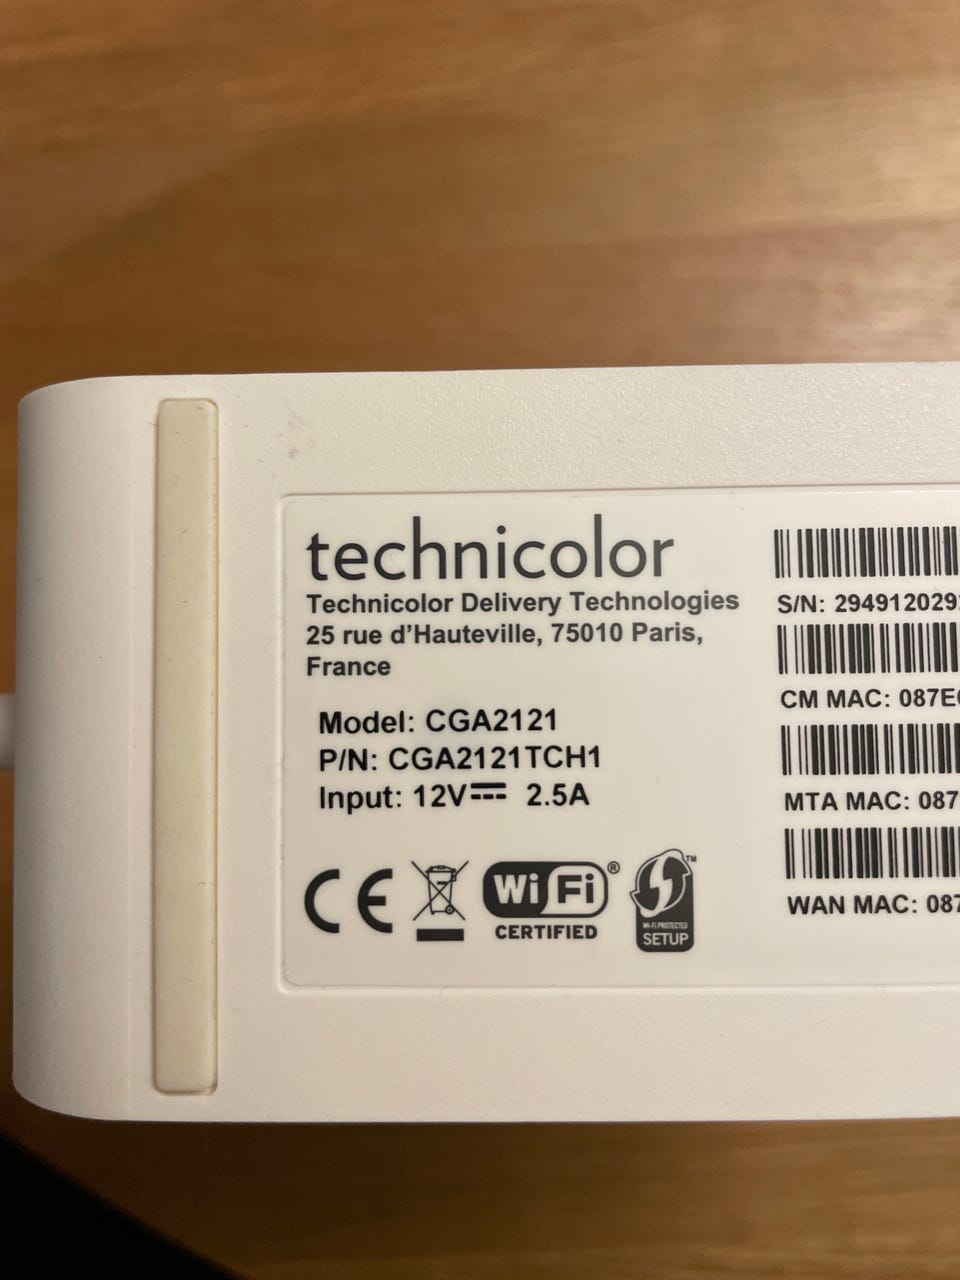 technicolor
Technicolor Delivery Technologies
25 rue d'Hauteville, 75010 Paris,
France
Model: CGA2121
P/N: CGA2121TCH1
Input: 12V⎓ 2.5A
CE
Wi Fi®
CERTIFIED
TM
WI-FI PROTECTED
SETUP
S/N: 294912029
CM MAC: 087E
MTA MAC: 087
WAN MAC: 087